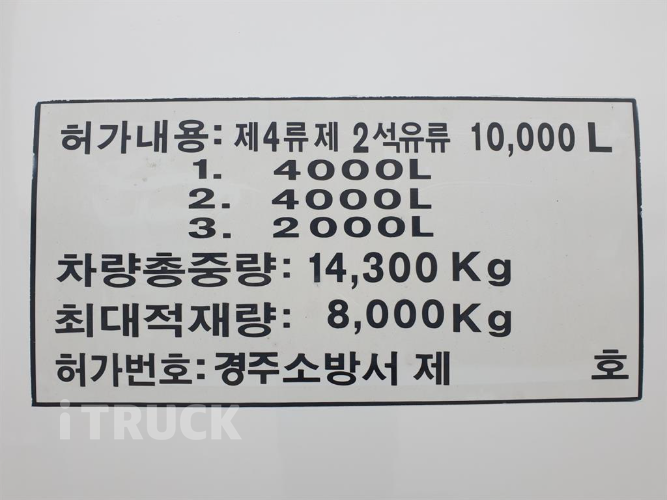 허가내용: 제4류 제 2석유류 10,000 L
1. 4000L
2. 4000L
3. 2000L
차량총중량: 14,300 Kg
최대적재량: 8,000 Kg
허가번호: 경주소방서 제 호
iTRUCK